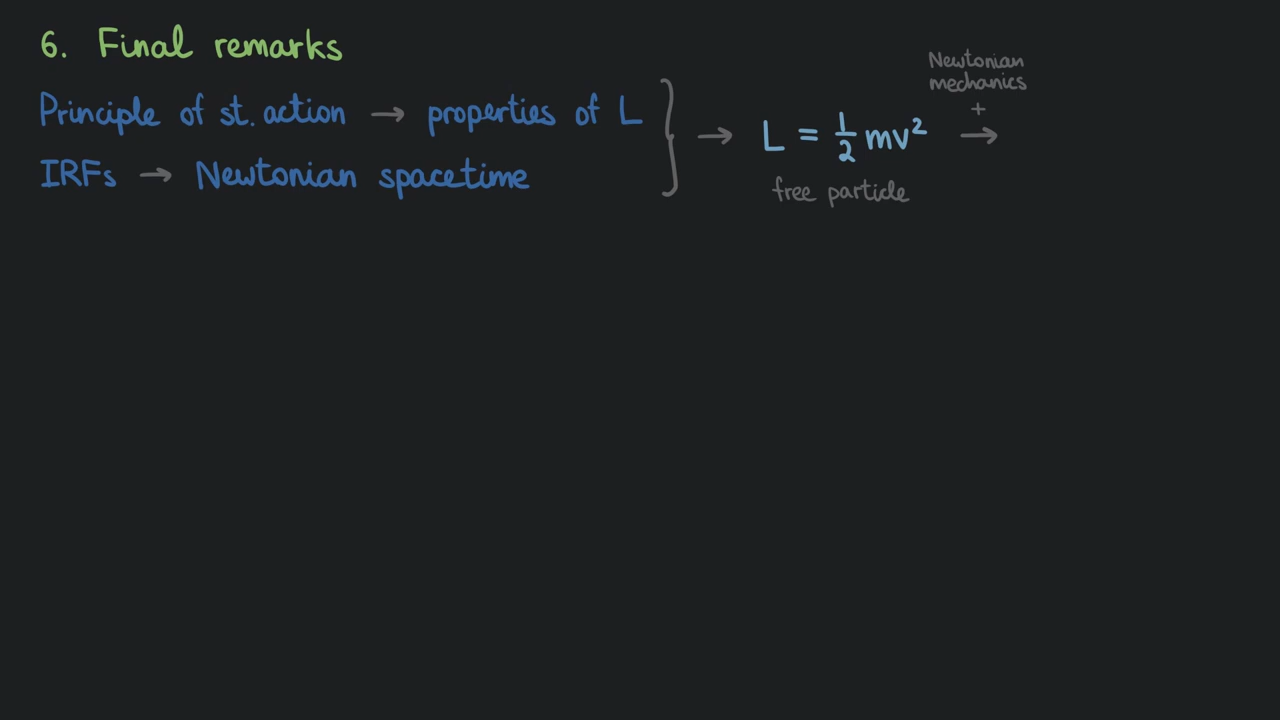 6. Final remarks
Principle of st. action → properties of L
IRFs → Newtonian spacetime
} → L = 1/2 mv²
free particle
Newtonian
mechanics
+
→